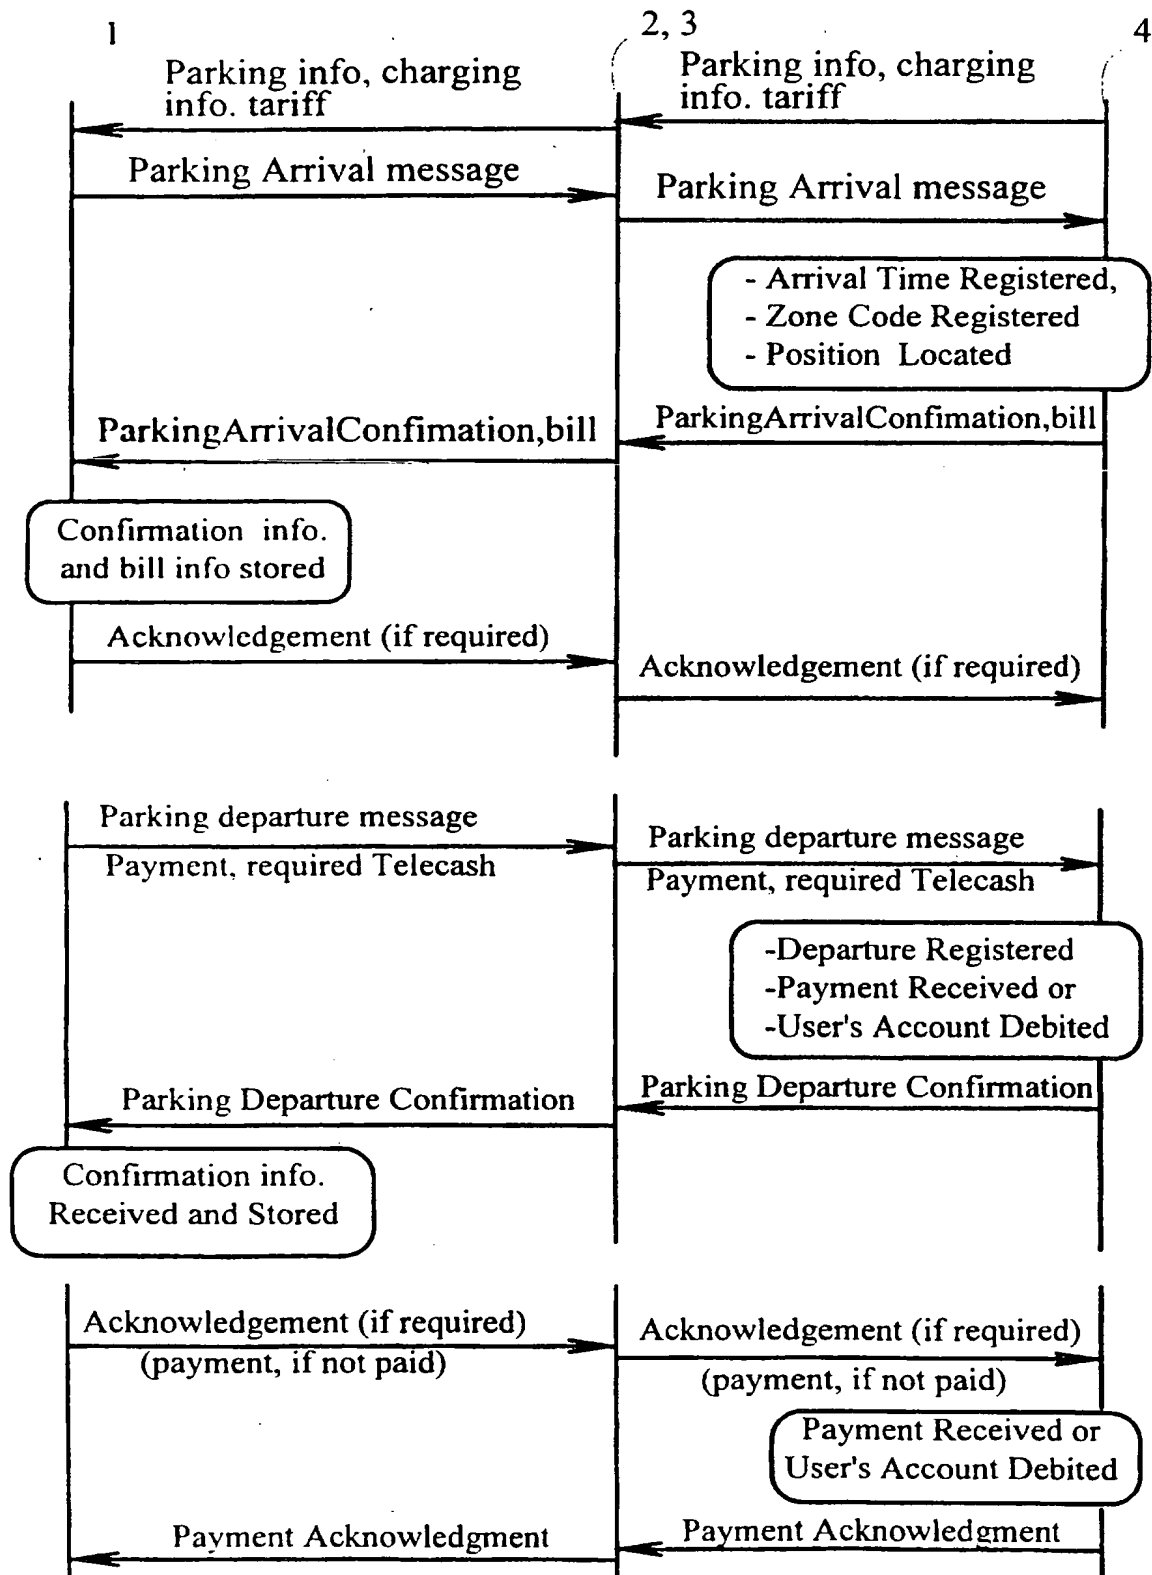 1
2, 3
4
Parking info, charging
info. tariff
Parking info, charging
info. tariff
Parking Arrival message
Parking Arrival message
- Arrival Time Registered,
- Zone Code Registered
- Position Located
ParkingArrivalConfimation,bill
ParkingArrivalConfimation,bill
Confirmation info.
and bill info stored
Acknowledgement (if required)
Acknowledgement (if required)
Parking departure message
Payment, required Telecash
Parking departure message
Payment, required Telecash
-Departure Registered
-Payment Received or
-User's Account Debited
Parking Departure Confirmation
Parking Departure Confirmation
Confirmation info.
Received and Stored
Acknowledgement (if required)
(payment, if not paid)
Acknowledgement (if required)
(payment, if not paid)
Payment Received or
User's Account Debited
Payment Acknowledgment
Payment Acknowledgment